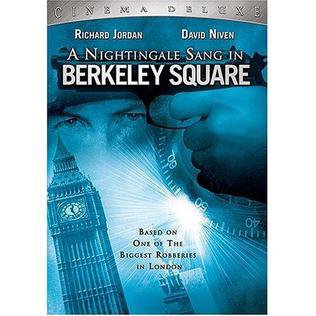 CINEMA DELUXE
RICHARD JORDAN DAVID NIVEN
A NIGHTINGALE SANG IN
BERKELEY SQUARE
BASED ON
ONE OF THE
BIGGEST ROBBERIES
IN LONDON